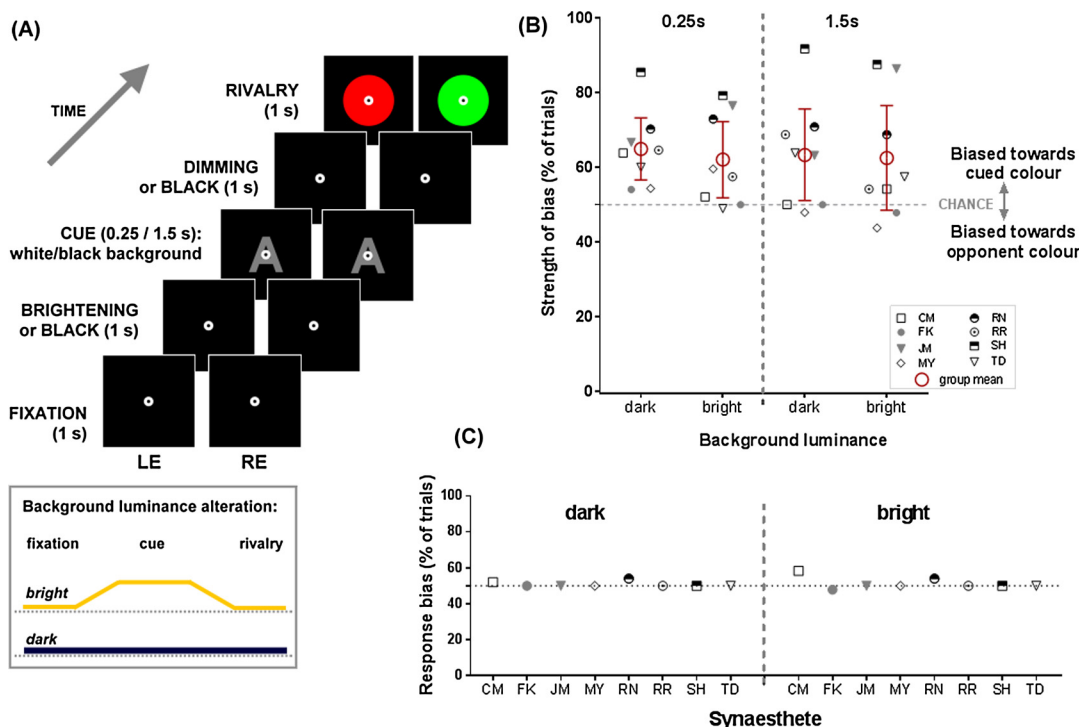 (A)
TIME
RIVALRY
(1 s)
DIMMING
or BLACK (1 s)
CUE (0.25 / 1.5 s):
white/black background
A
A
BRIGHTENING
or BLACK (1 s)
FIXATION
(1 s)
LE
RE
Background luminance alteration:
fixation cue rivalry
bright
dark
(B)
0.25s
1.5s
Strength of bias (% of trials)
100
80
60
40
20
0
dark bright dark bright
Background luminance
Biased towards
cued colour
CHANCE
Biased towards
opponent colour
CM RN
FK RR
JM SH
MY TD
group mean
(C)
dark
bright
Response bias (% of trials)
100
80
60
40
20
0
CM FK JM MY RN RR SH TD CM FK JM MY RN RR SH TD
Synaesthete